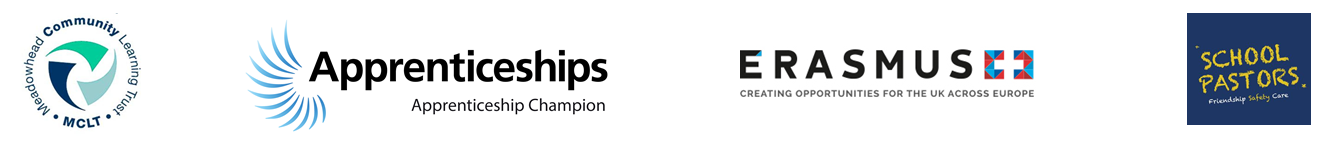 Meadowhead Community Learning Trust
• MCLT •
Apprenticeships
Apprenticeship Champion
ERASMUS
CREATING OPPORTUNITIES FOR THE UK ACROSS EUROPE
SCHOOL
PASTORS
Friendship Safety Care